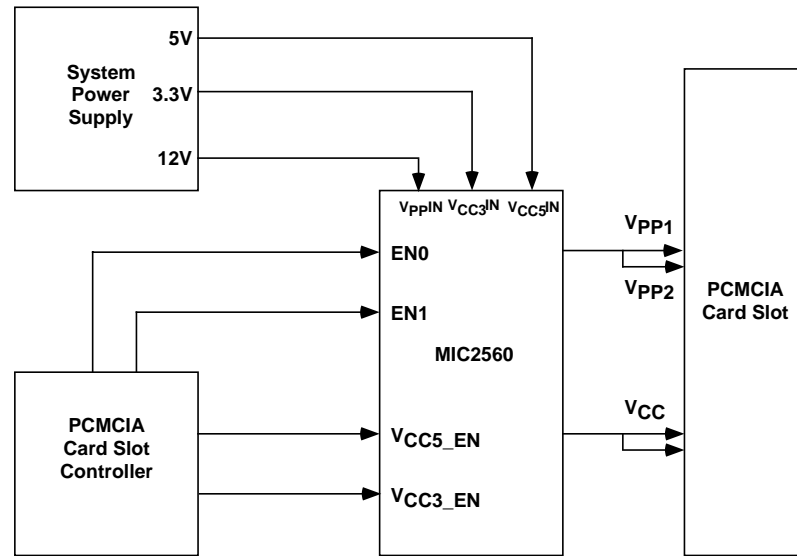 5V
System
Power
Supply
3.3V
12V
VPPIN VCC3IN VCC5IN
EN0
EN1
MIC2560
VCC5_EN
VCC3_EN
PCMCIA
Card Slot
Controller
VPP1
VPP2
VCC
PCMCIA
Card Slot